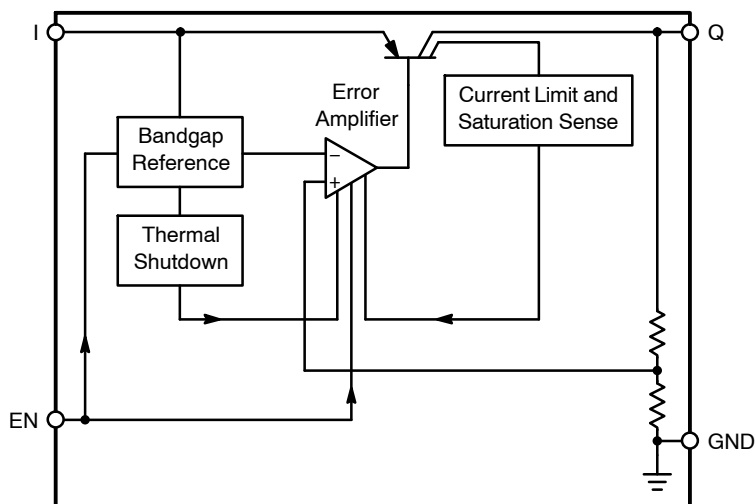 I
Q
Error
Amplifier
Current Limit and
Saturation Sense
Bandgap
Reference
−
+
Thermal
Shutdown
EN
GND